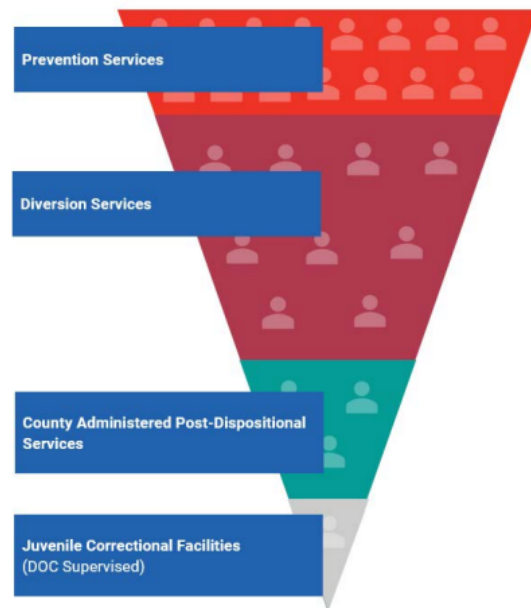 Prevention Services
Diversion Services
County Administered Post-Dispositional
Services
Juvenile Correctional Facilities
(DOC Supervised)